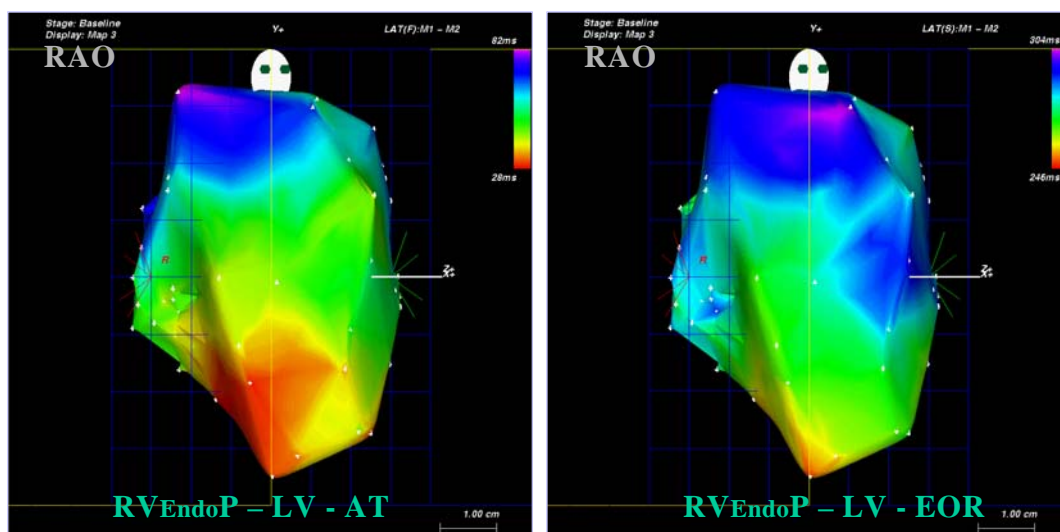 Stage: Baseline
Display: Map 3
Y+
LAT(F):M1 – M2
RAO
82ms
28ms
R
RVEndoP – LV - AT
1.00 cm
Stage: Baseline
Display: Map 3
Y+
LAT(S):M1 – M2
RAO
304ms
246ms
R
RVEndoP – LV - EOR
1.00 cm